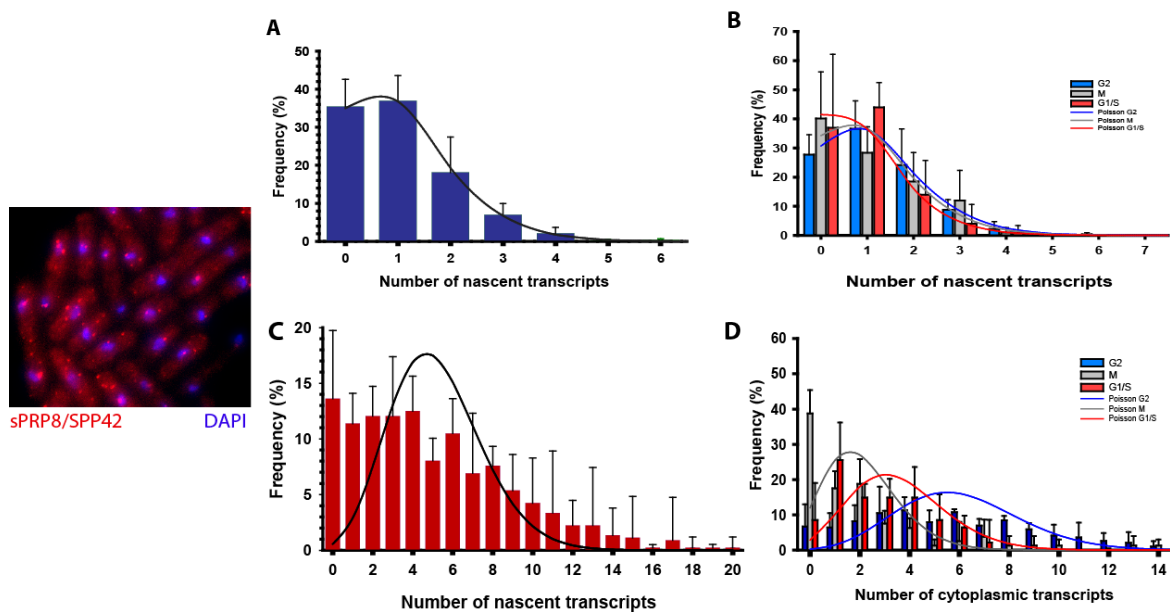 A
Frequency (%)
50
40
30
20
10
0
0 1 2 3 4 5 6
Number of nascent transcripts
B
Frequency (%)
70
60
50
40
30
20
10
0
G2
M
G1/S
Poisson G2
Poisson M
Poisson G1/S
0 1 2 3 4 5 6 7
Number of nascent transcripts
sPRP8/SPP42 DAPI
C
Frequency (%)
20
15
10
5
0
0 2 4 6 8 10 12 14 16 18 20
Number of nascent transcripts
D
Frequency (%)
60
50
40
30
20
10
0
G2
M
G1/S
Poisson G2
Poisson M
Poisson G1/S
0 2 4 6 8 10 12 14
Number of cytoplasmic transcripts